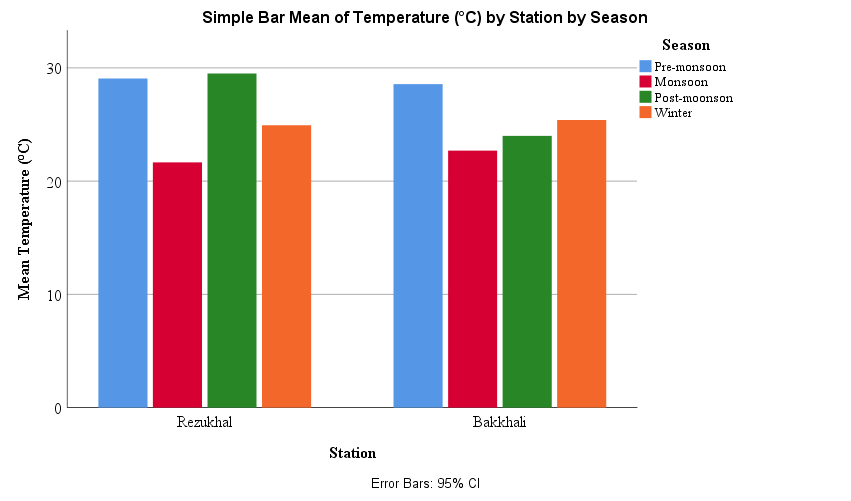 Simple Bar Mean of Temperature (°C) by Station by Season
Season
Pre-monsoon
Monsoon
Post-moonson
Winter
Mean Temperature (°C)
30
20
10
0
Rezukhal
Bakkhali
Station
Error Bars: 95% CI